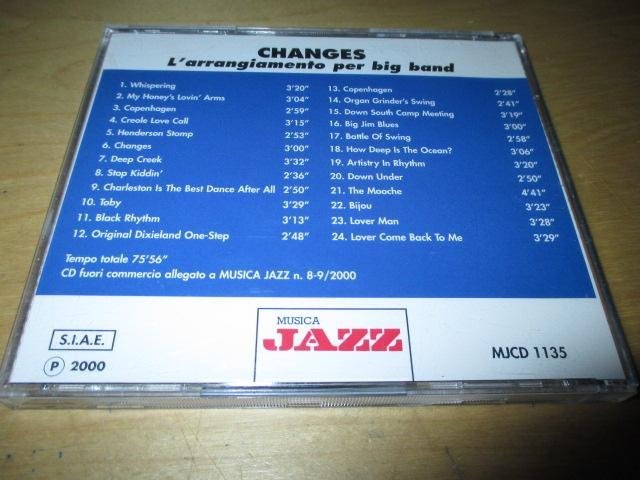 CHANGES
L'arrangiamento per big band
1. Whispering 3'20"
2. My Honey's Lovin' Arms 3'04"
3. Copenhagen 2'59"
4. Creole Love Call 3'15"
5. Henderson Stomp 2'53"
6. Changes 3'00"
7. Deep Creek 3'32"
8. Stop Kiddin' 2'36"
9. Charleston Is The Best Dance After All 2'50"
10. Toby 3'29"
11. Black Rhythm 3'13"
12. Original Dixieland One-Step 2'48"
13. Copenhagen 2'28"
14. Organ Grinder's Swing 2'41"
15. Down South Camp Meeting 3'19"
16. Big Jim Blues 3'00"
17. Battle Of Swing 2'58"
18. How Deep Is The Ocean? 3'06"
19. Artistry In Rhythm 3'20"
20. Down Under 2'50"
21. The Mooche 4'41"
22. Bijou 3'23"
23. Lover Man 3'28"
24. Lover Come Back To Me 3'29"
Tempo totale 75'56"
CD fuori commercio allegato a MUSICA JAZZ n. 8-9/2000
S.I.A.E.
℗ 2000
MUSICA
JAZZ
MJCD 1135